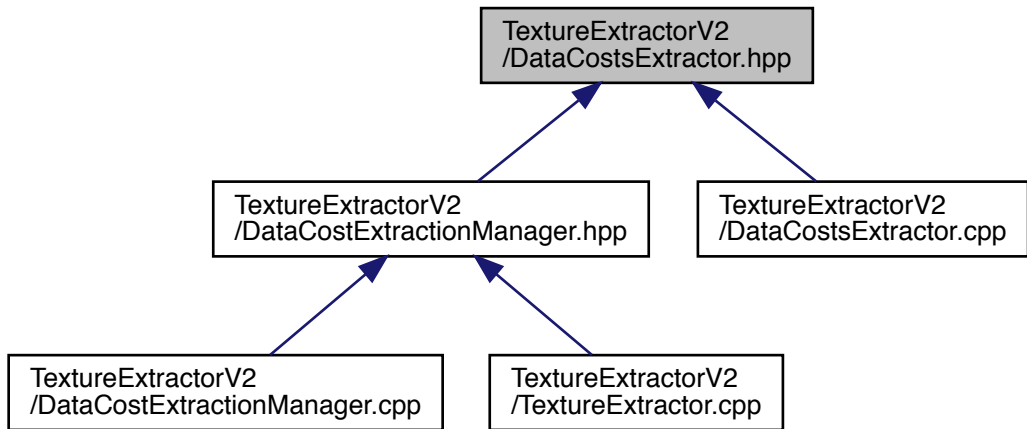 TextureExtractorV2
/DataCostsExtractor.hpp
TextureExtractorV2
/DataCostExtractionManager.hpp
TextureExtractorV2
/DataCostsExtractor.cpp
TextureExtractorV2
/DataCostExtractionManager.cpp
TextureExtractorV2
/TextureExtractor.cpp